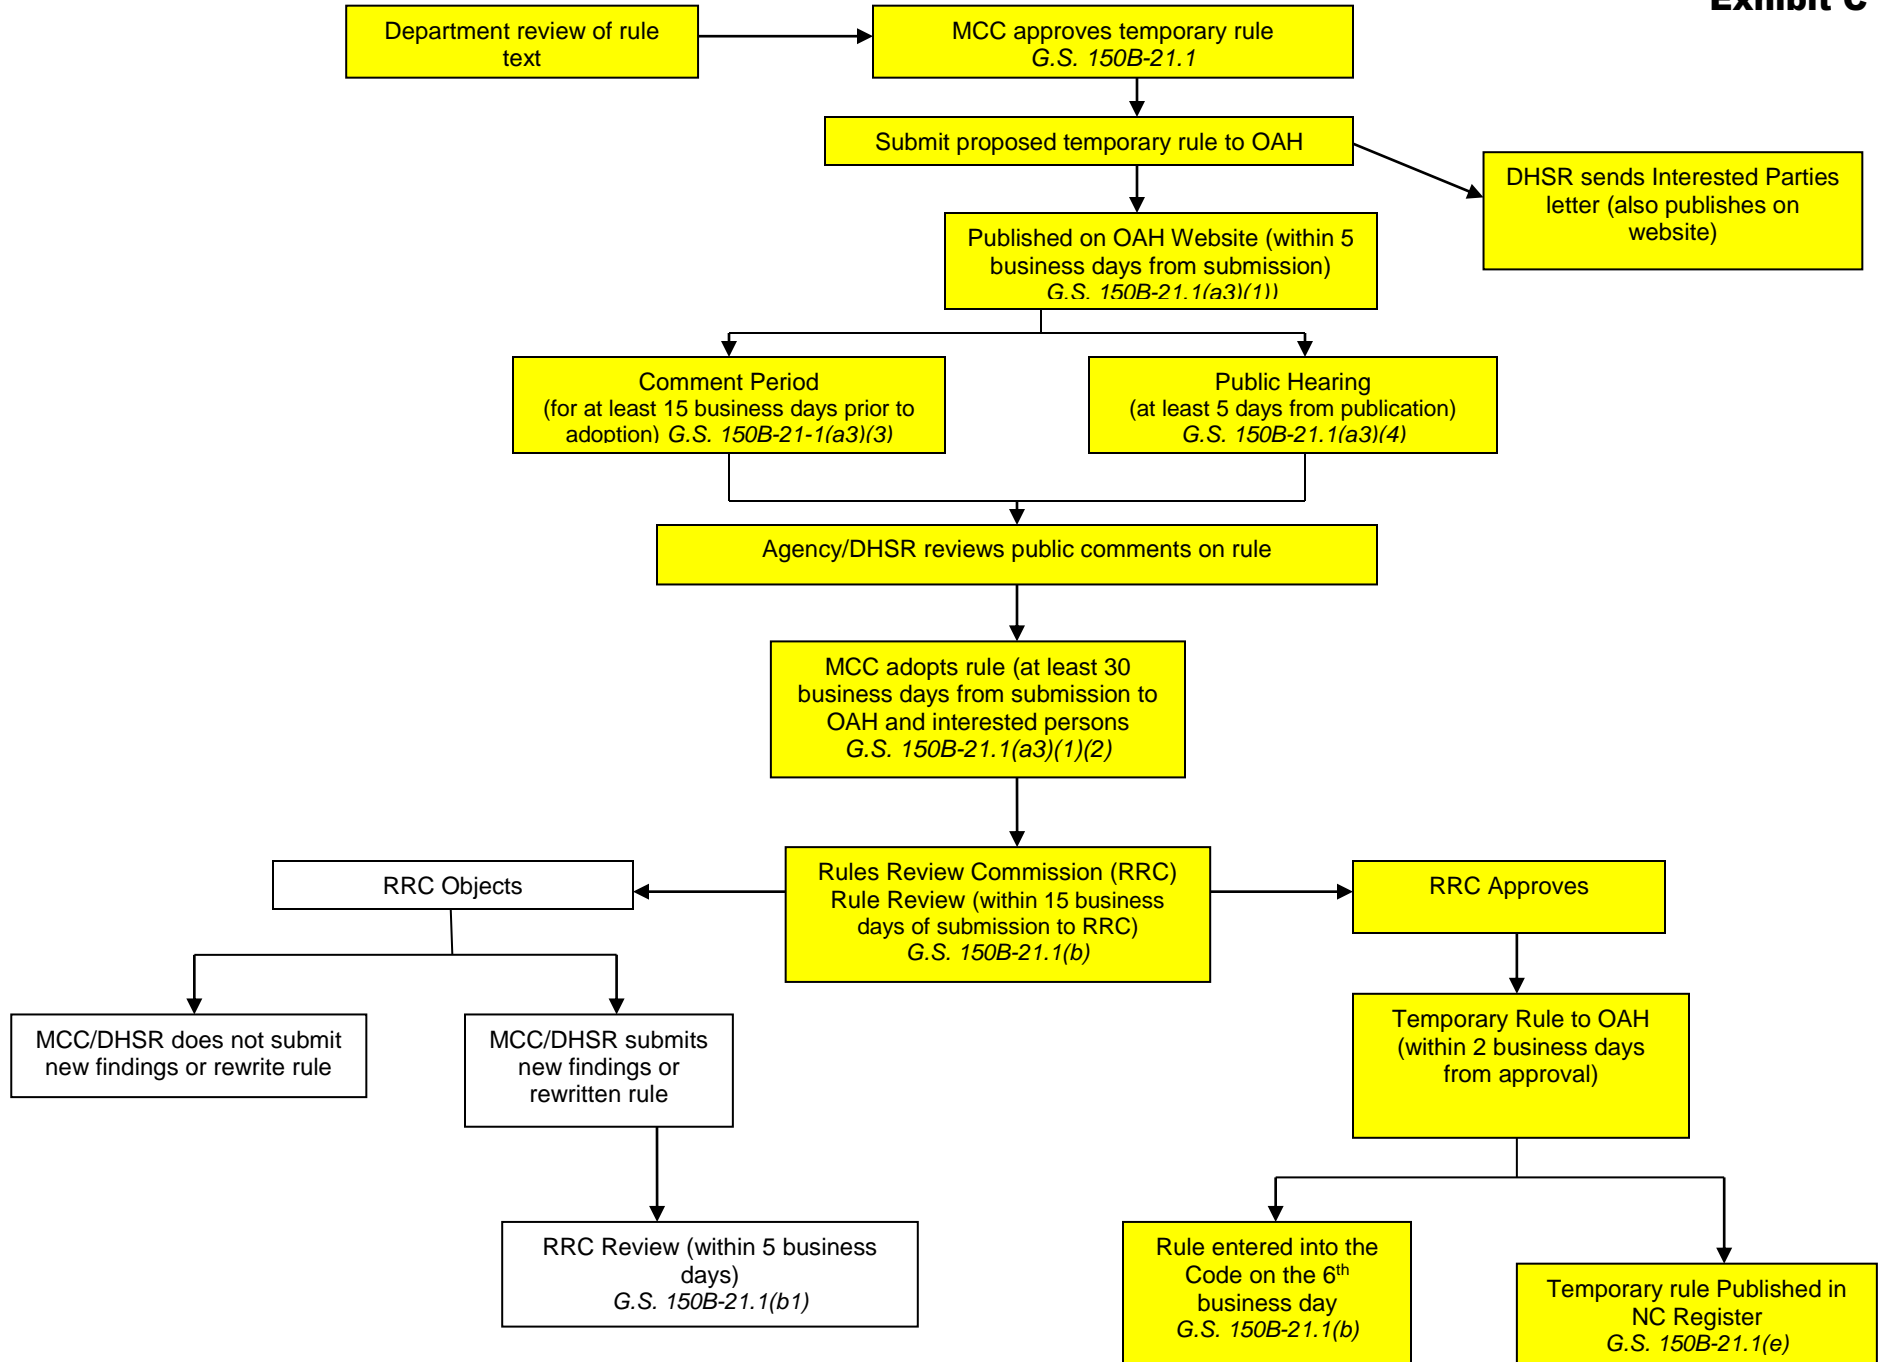 Exhibit C
Department review of rule
text
MCC approves temporary rule
G.S. 150B-21.1
Submit proposed temporary rule to OAH
DHSR sends Interested Parties
letter (also publishes on
website)
Published on OAH Website (within 5
business days from submission)
G.S. 150B-21.1(a3)(1))
Comment Period
(for at least 15 business days prior to
adoption) G.S. 150B-21-1(a3)(3)
Public Hearing
(at least 5 days from publication)
G.S. 150B-21.1(a3)(4)
Agency/DHSR reviews public comments on rule
MCC adopts rule (at least 30
business days from submission to
OAH and interested persons
G.S. 150B-21.1(a3)(1)(2)
RRC Objects
Rules Review Commission (RRC)
Rule Review (within 15 business
days of submission to RRC)
G.S. 150B-21.1(b)
RRC Approves
MCC/DHSR does not submit
new findings or rewrite rule
MCC/DHSR submits
new findings or
rewritten rule
Temporary Rule to OAH
(within 2 business days
from approval)
RRC Review (within 5 business
days)
G.S. 150B-21.1(b1)
Rule entered into the
Code on the 6th
business day
G.S. 150B-21.1(b)
Temporary rule Published in
NC Register
G.S. 150B-21.1(e)